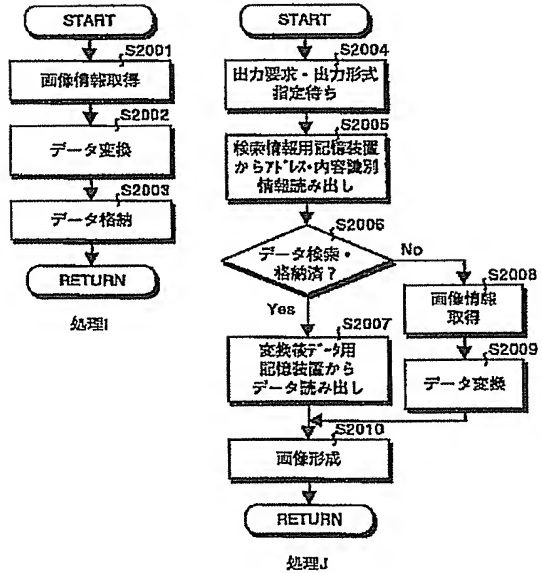 START
S2001
画像情報取得
S2002
データ変換
S2003
データ格納
RETURN
処理I
START
S2004
出力要求・出力形式
指定待ち
S2005
検索情報用記憶装置
からアドレス・内容識別
情報読み出し
S2006
データ検索・
格納済?
No
Yes
S2007
変換後データ用
記憶装置から
データ読み出し
S2008
画像情報
取得
S2009
データ変換
S2010
画像形成
RETURN
処理J